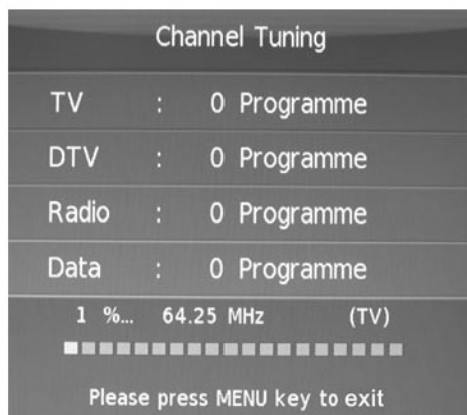 Channel Tuning
TV : 0 Programme
DTV : 0 Programme
Radio : 0 Programme
Data : 0 Programme
1 %... 64.25 MHz (TV)
Please press MENU key to exit